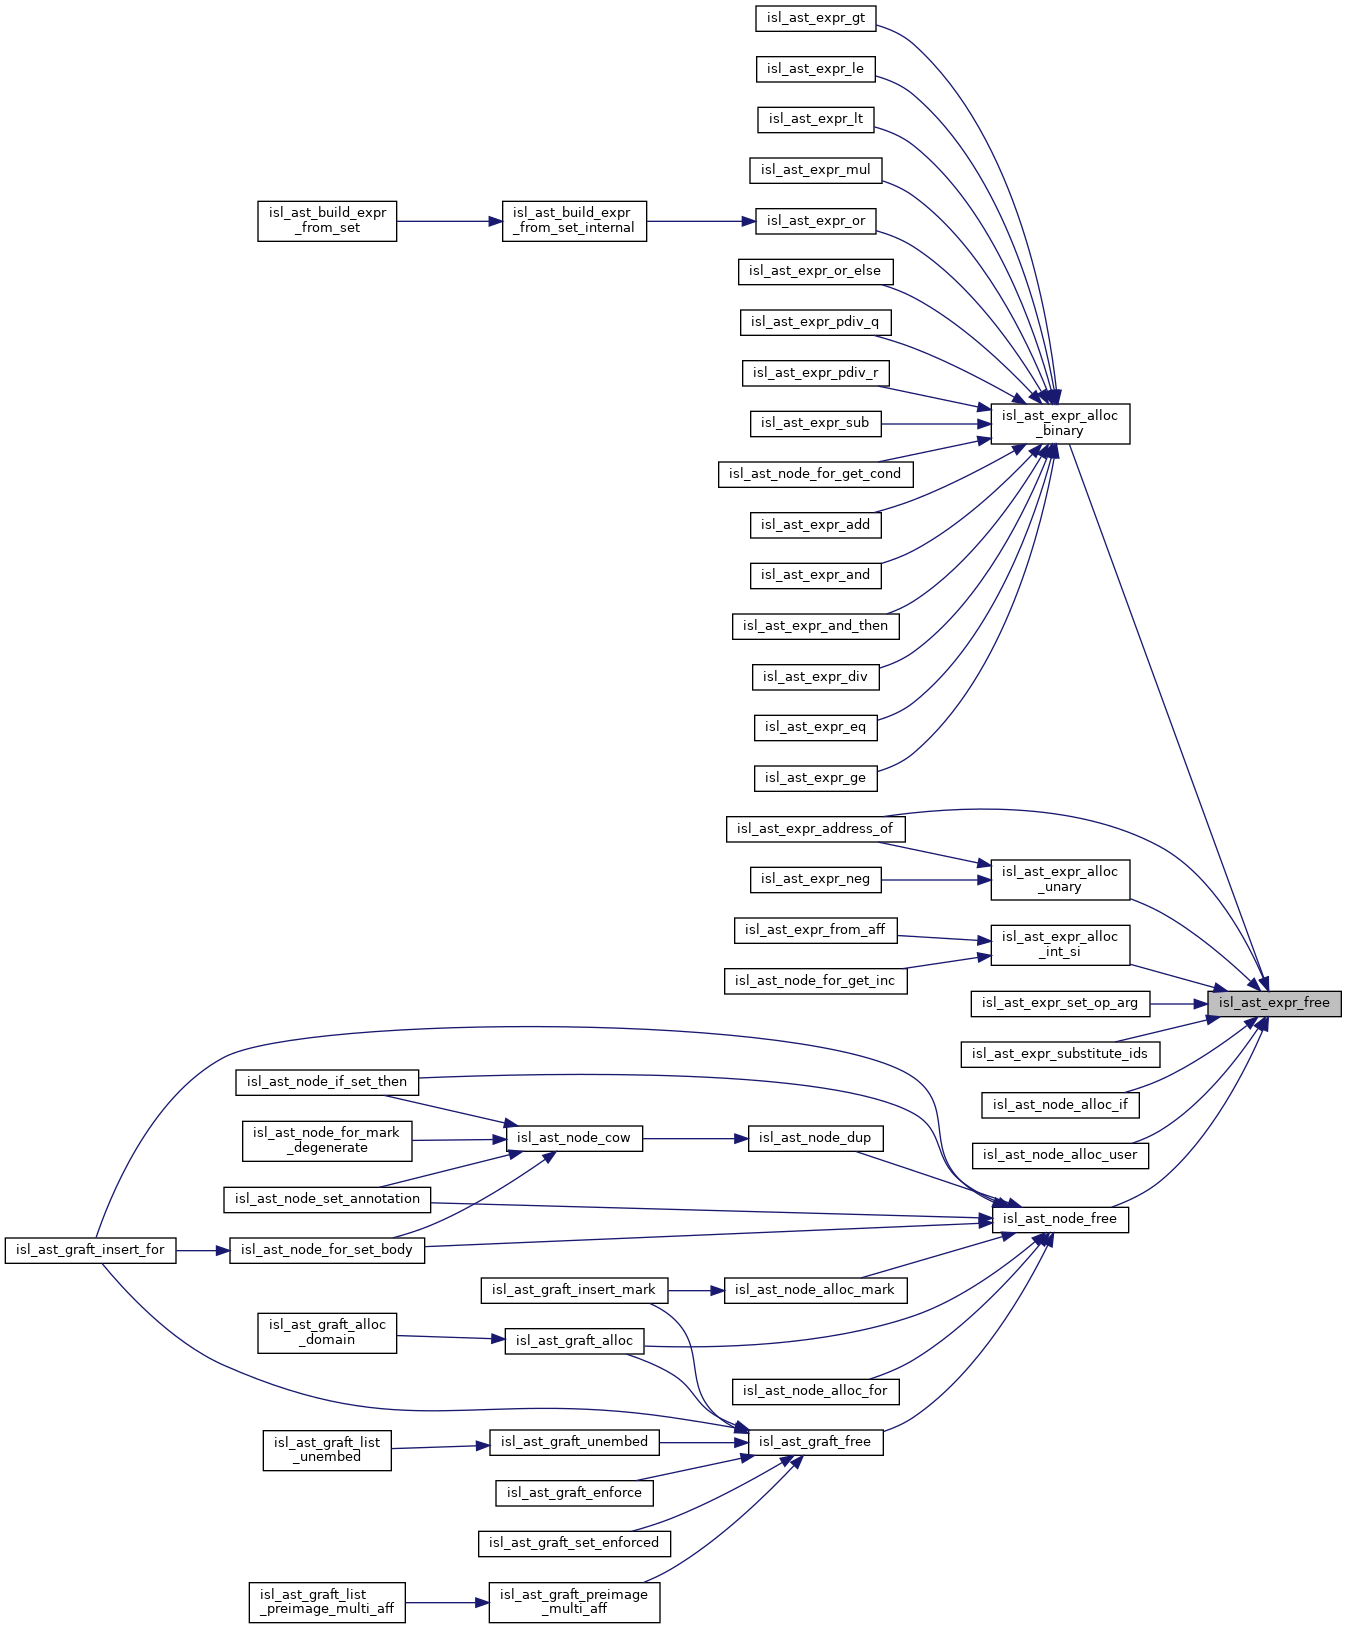 isl_ast_expr_gt
isl_ast_expr_le
isl_ast_expr_lt
isl_ast_expr_mul
isl_ast_build_expr
_from_set
isl_ast_build_expr
_from_set_internal
isl_ast_expr_or
isl_ast_expr_or_else
isl_ast_expr_pdiv_q
isl_ast_expr_pdiv_r
isl_ast_expr_alloc
_binary
isl_ast_expr_sub
isl_ast_node_for_get_cond
isl_ast_expr_add
isl_ast_expr_and
isl_ast_expr_and_then
isl_ast_expr_div
isl_ast_expr_eq
isl_ast_expr_ge
isl_ast_expr_address_of
isl_ast_expr_neg
isl_ast_expr_alloc
_unary
isl_ast_expr_from_aff
isl_ast_expr_alloc
_int_si
isl_ast_node_for_get_inc
isl_ast_expr_set_op_arg
isl_ast_expr_free
isl_ast_expr_substitute_ids
isl_ast_node_if_set_then
isl_ast_node_alloc_if
isl_ast_node_for_mark
_degenerate
isl_ast_node_cow
isl_ast_node_dup
isl_ast_node_alloc_user
isl_ast_node_set_annotation
isl_ast_node_free
isl_ast_graft_insert_for
isl_ast_node_for_set_body
isl_ast_graft_insert_mark
isl_ast_node_alloc_mark
isl_ast_graft_alloc
_domain
isl_ast_graft_alloc
isl_ast_node_alloc_for
isl_ast_graft_list
_unembed
isl_ast_graft_unembed
isl_ast_graft_free
isl_ast_graft_enforce
isl_ast_graft_set_enforced
isl_ast_graft_list
_preimage_multi_aff
isl_ast_graft_preimage
_multi_aff